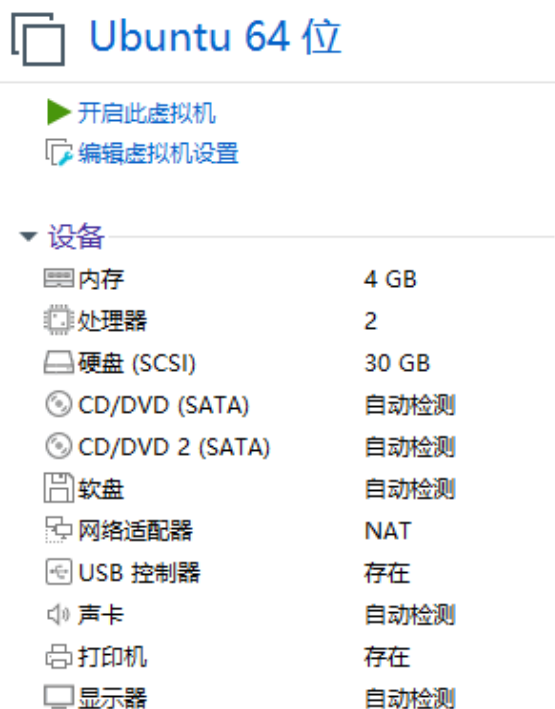 Ubuntu 64 位
开启此虚拟机
编辑虚拟机设置
设备
内存 4 GB
处理器 2
硬盘 (SCSI) 30 GB
CD/DVD (SATA) 自动检测
CD/DVD 2 (SATA) 自动检测
软盘 自动检测
网络适配器 NAT
USB 控制器 存在
声卡 自动检测
打印机 存在
显示器 自动检测